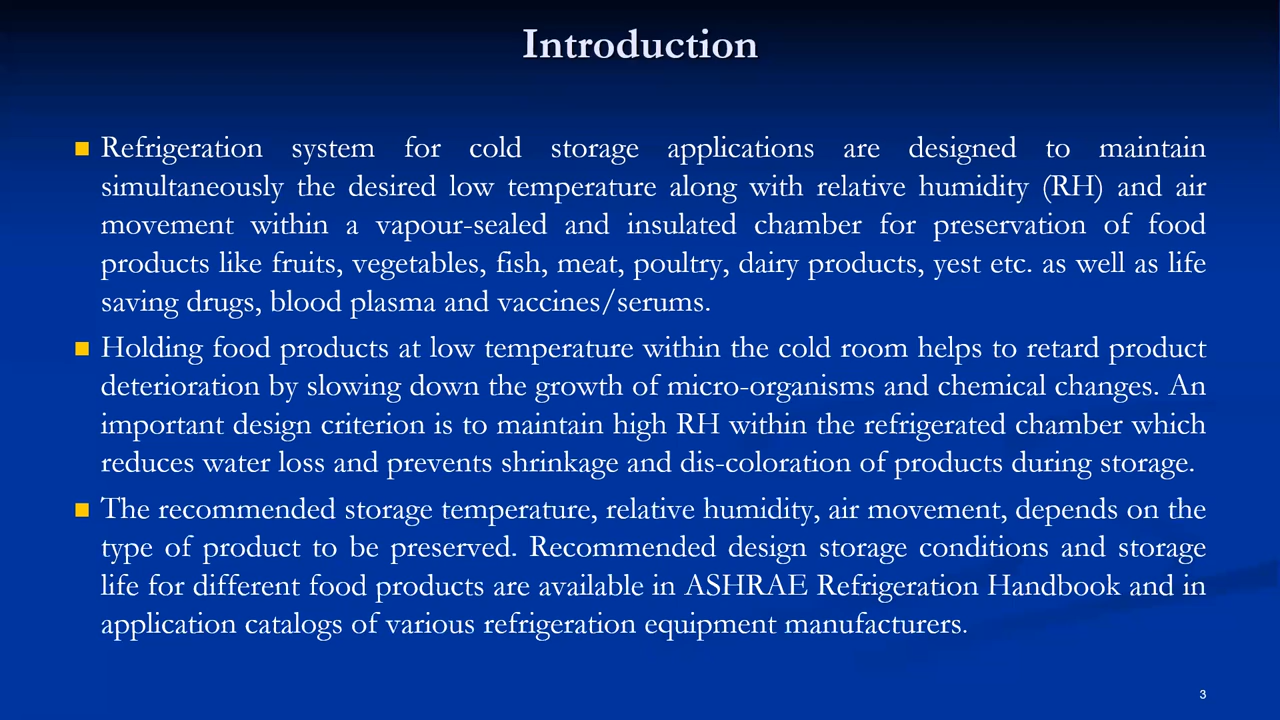 Introduction
Refrigeration system for cold storage applications are designed to maintain
simultaneously the desired low temperature along with relative humidity (RH) and air
movement within a vapour-sealed and insulated chamber for preservation of food
products like fruits, vegetables, fish, meat, poultry, dairy products, yest etc. as well as life
saving drugs, blood plasma and vaccines/serums.
Holding food products at low temperature within the cold room helps to retard product
deterioration by slowing down the growth of micro-organisms and chemical changes. An
important design criterion is to maintain high RH within the refrigerated chamber which
reduces water loss and prevents shrinkage and dis-coloration of products during storage.
The recommended storage temperature, relative humidity, air movement, depends on the
type of product to be preserved. Recommended design storage conditions and storage
life for different food products are available in ASHRAE Refrigeration Handbook and in
application catalogs of various refrigeration equipment manufacturers.
3